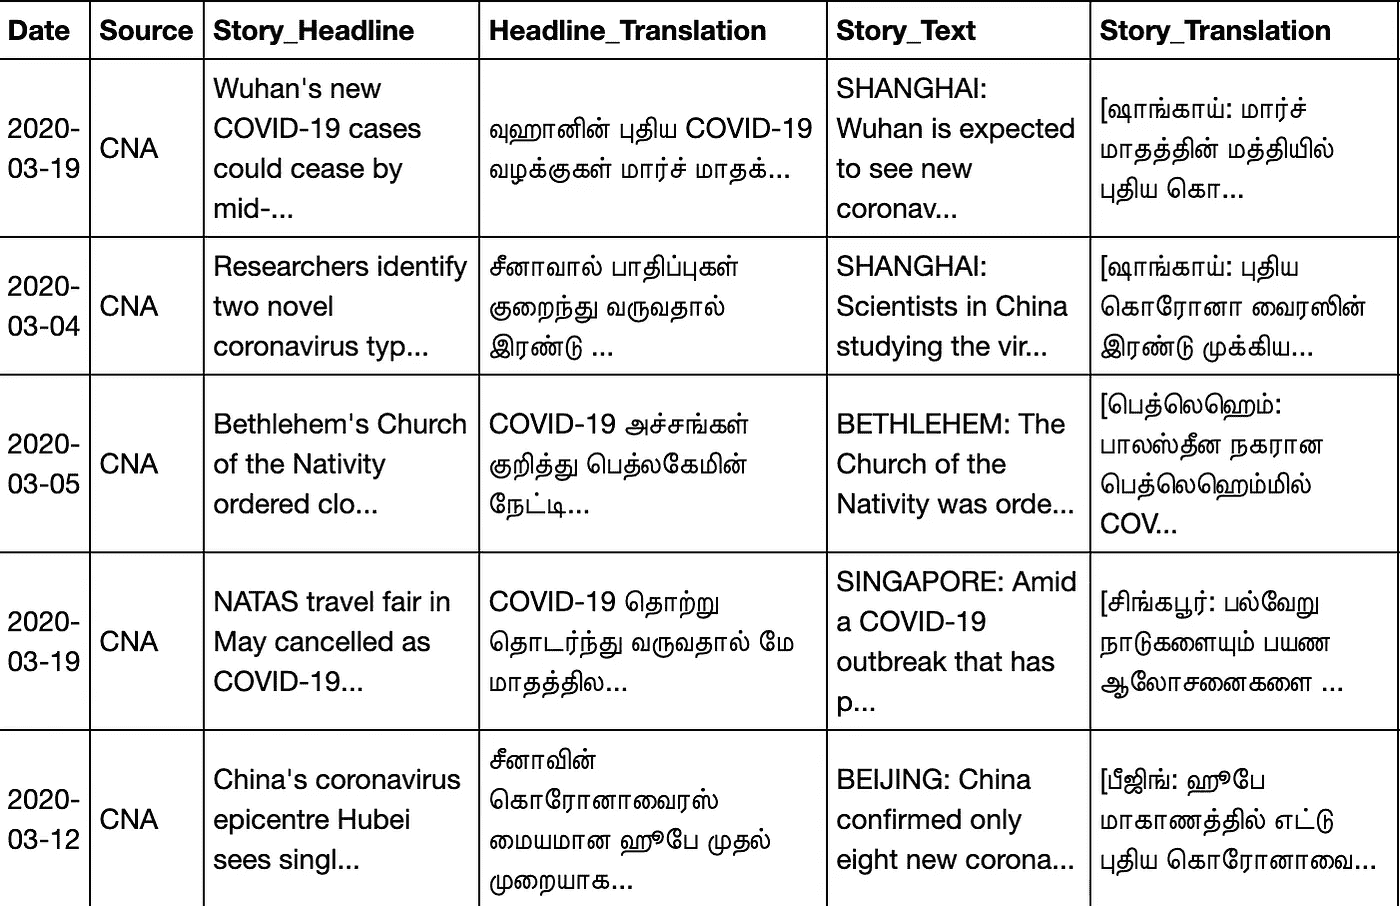 Date Source Story_Headline Headline_Translation Story_Text Story_Translation
2020-
03-19
CNA
Wuhan's new
COVID-19 cases
could cease by
mid-...
வுஹானின் புதிய COVID-19
வழக்குகள் மார்ச் மாதக்...
SHANGHAI:
Wuhan is expected
to see new
coronav...
[ஷாங்காய்: மார்ச்
மாதத்தின் மத்தியில்
புதிய கொ...
2020-
03-04
CNA
Researchers identify
two novel
coronavirus typ...
சீனாவால் பாதிப்புகள்
குறைந்து வருவதால்
இரண்டு ...
SHANGHAI:
Scientists in China
studying the vir...
[ஷாங்காய்: புதிய
கொரோனா வைரஸின்
இரண்டு முக்கிய...
2020-
03-05
CNA
Bethlehem's Church
of the Nativity
ordered clo...
COVID-19 அச்சங்கள்
குறித்து பெத்லகேமின்
நேட்டி...
BETHLEHEM: The
Church of the
Nativity was orde...
[பெத்லெஹெம்:
பாலஸ்தீன நகரான
பெத்லெஹெம்மில்
COV...
2020-
03-19
CNA
NATAS travel fair in
May cancelled as
COVID-19...
COVID-19 தொற்று
தொடர்ந்து வருவதால் மே
மாதத்தில...
SINGAPORE: Amid
a COVID-19
outbreak that has
p...
[சிங்கபூர்: பல்வேறு
நாடுகளையும் பயண
ஆலோசனைகளை ...
2020-
03-12
CNA
China's coronavirus
epicentre Hubei
sees singl...
சீனாவின்
கொரோனாவைரஸ்
மையமான ஹூபே முதல்
முறையாக...
BEIJING: China
confirmed only
eight new corona...
[பீஜிங்: ஹூபே
மாகாணத்தில் எட்டு
புதிய கொரோனாவை...